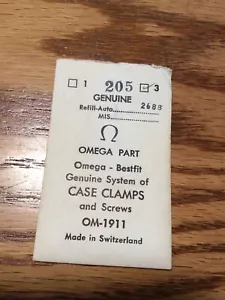 1 205 3
GENUINE
Refill-Auto 2688
MIS
Ω
OMEGA PART
Omega - Bestfit
Genuine System of
CASE CLAMPS
and Screws
OM-1911
Made in Switzerland